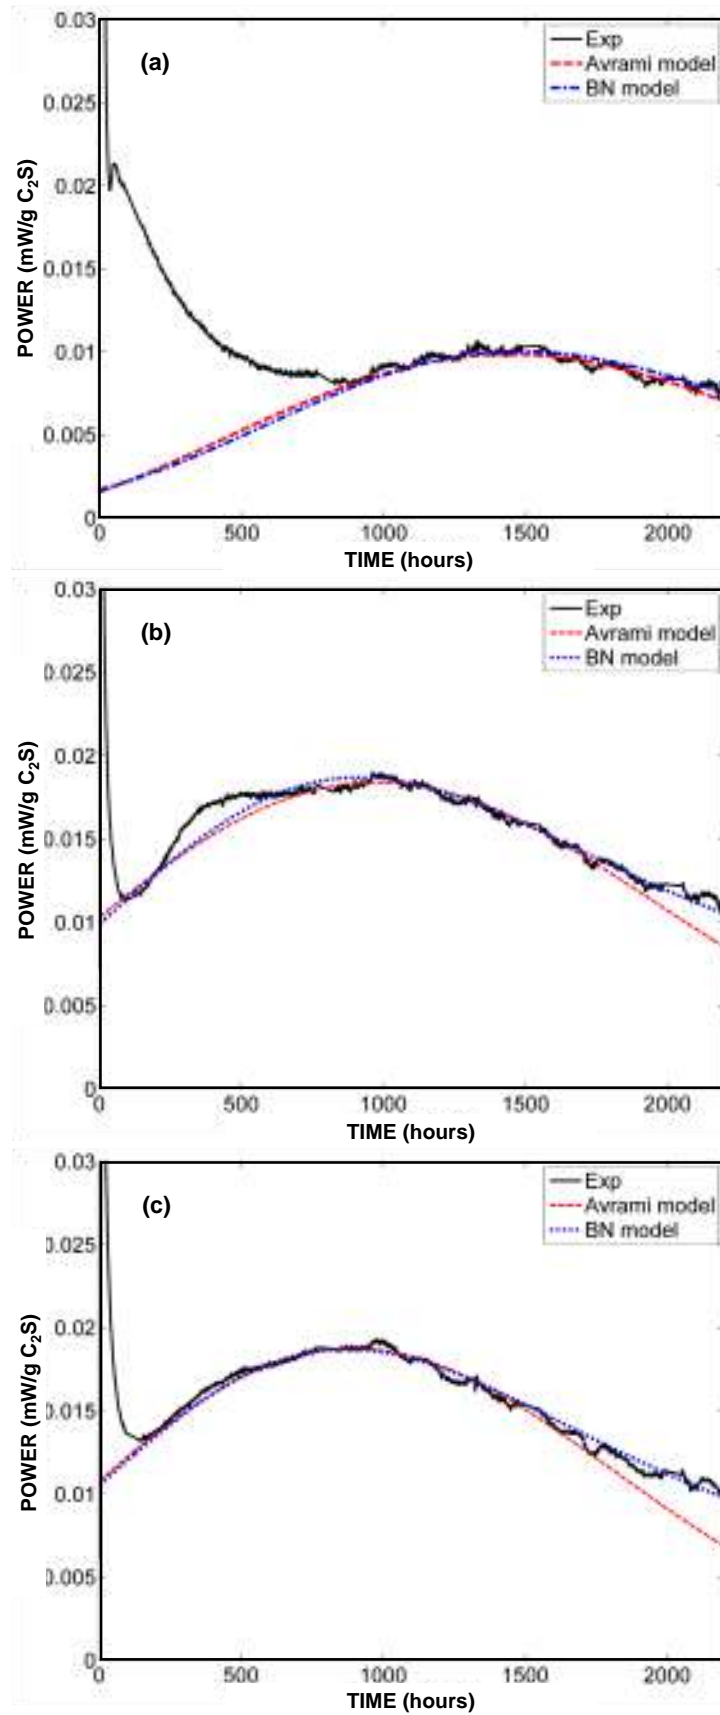 0.03
(a)
Exp
Avrami model
BN model
0.025
0.02
0.015
0.01
0.005
0
POWER (mW/g C₂S)
0 500 1000 1500 2000
TIME (hours)
0.03
(b)
Exp
Avrami model
BN model
0.025
0.02
0.015
0.01
0.005
0
POWER (mW/g C₂S)
0 500 1000 1500 2000
TIME (hours)
0.03
(c)
Exp
Avrami model
BN model
0.025
0.02
0.015
0.01
0.005
0
POWER (mW/g C₂S)
0 500 1000 1500 2000
TIME (hours)